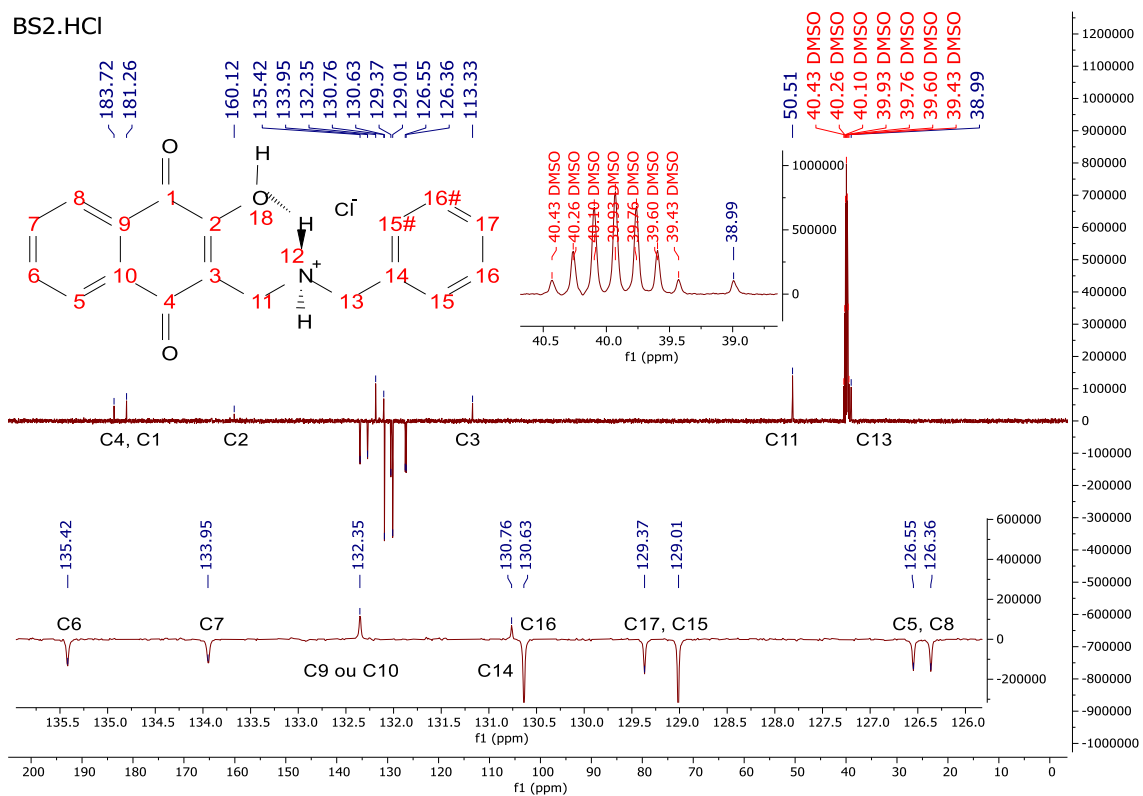 BS2.HCl
183.72
181.26
160.12
135.42
133.95
132.35
130.76
130.63
129.37
129.01
126.55
126.36
113.33
50.51
40.43 DMSO
40.26 DMSO
40.10 DMSO
39.93 DMSO
39.76 DMSO
39.60 DMSO
39.43 DMSO
38.99
O
H
8 1 O Cl- 16#
7 9 2 18 H 15# 17
12
6 10 3 N+ 14 16
5 4 11 H 13 15
O
40.43 DMSO
40.26 DMSO
40.10 DMSO
39.93 DMSO
39.76 DMSO
39.60 DMSO
39.43 DMSO
38.99
1000000
500000
0
40.5 40.0 39.5 39.0
f1 (ppm)
C4, C1 C2 C3 C11 C13
135.42
133.95
132.35
130.76
130.63
129.37
129.01
126.55
126.36
600000
400000
200000
0
-200000
C6 C7 C16 C17, C15 C5, C8
C9 ou C10 C14
135.5 135.0 134.5 134.0 133.5 133.0 132.5 132.0 131.5 131.0 130.5 130.0 129.5 129.0 128.5 128.0 127.5 127.0 126.5 126.0
f1 (ppm)
200 190 180 170 160 150 140 130 120 110 100 90 80 70 60 50 40 30 20 10 0
f1 (ppm)
1200000
1100000
1000000
900000
800000
700000
600000
500000
400000
300000
200000
100000
0
-100000
-200000
-300000
-400000
-500000
-600000
-700000
-800000
-900000
-1000000